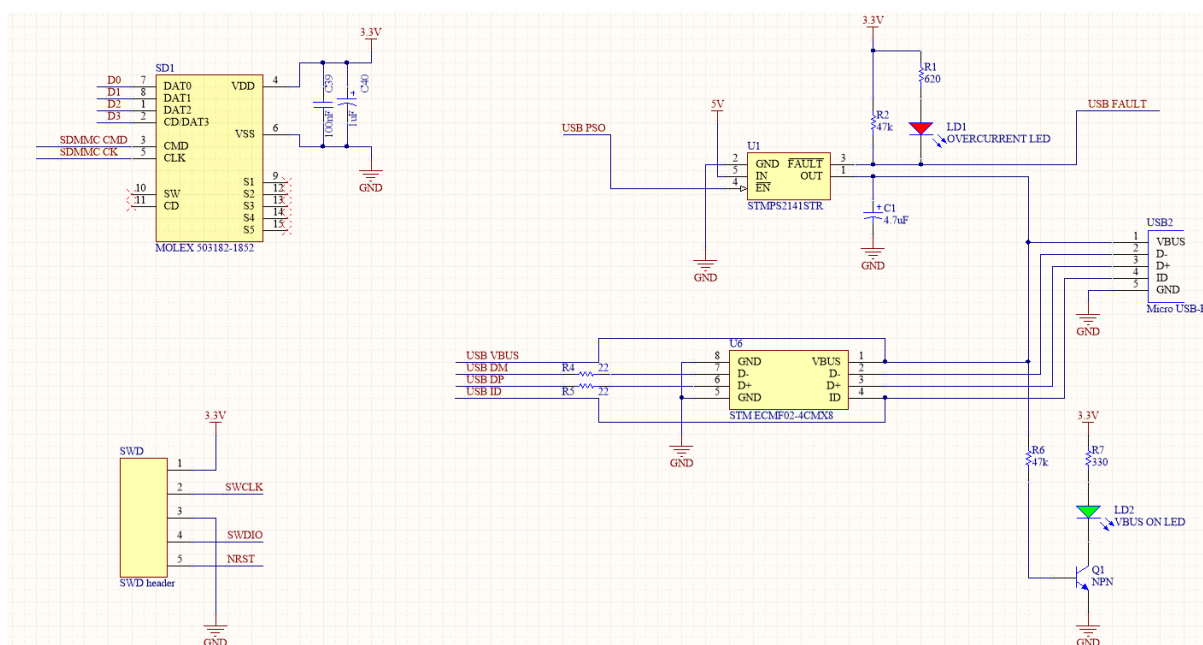 3.3V
SD1
D0 7 DAT0 VDD 4
D1 8 DAT1
D2 1 DAT2
D3 2 CD/DAT3
VSS 6
SDMMC CMD 3 CMD
SDMMC CK 5 CLK
10 SW
11 CD
S1 9
S2 12
S3 13
S4 14
S5 15
MOLEX 503182-1852
C39
100nF
C40
1uF
GND
3.3V
R1
620
R2
47k
LD1
OVERCURRENT LED
USB FAULT
5V
USB PSO
U1
2 GND FAULT 3
5 IN OUT 1
4 EN
STMPS2141STR
C1
4.7uF
GND
GND
USB2
1 VBUS
2 D-
3 D+
4 ID
5 GND
Micro USB-
GND
USB VBUS
USB DM
USB DP
USB ID
R4 22
R5 22
U6
8 GND VBUS 1
7 D- D- 2
6 D+ D+ 3
5 GND ID 4
STM ECMF02-4CMX8
GND
R6
47k
3.3V
R7
330
LD2
VBUS ON LED
Q1
NPN
GND
3.3V
SWD
1
2 SWCLK
3
4 SWDIO
5 NRST
SWD header
GND